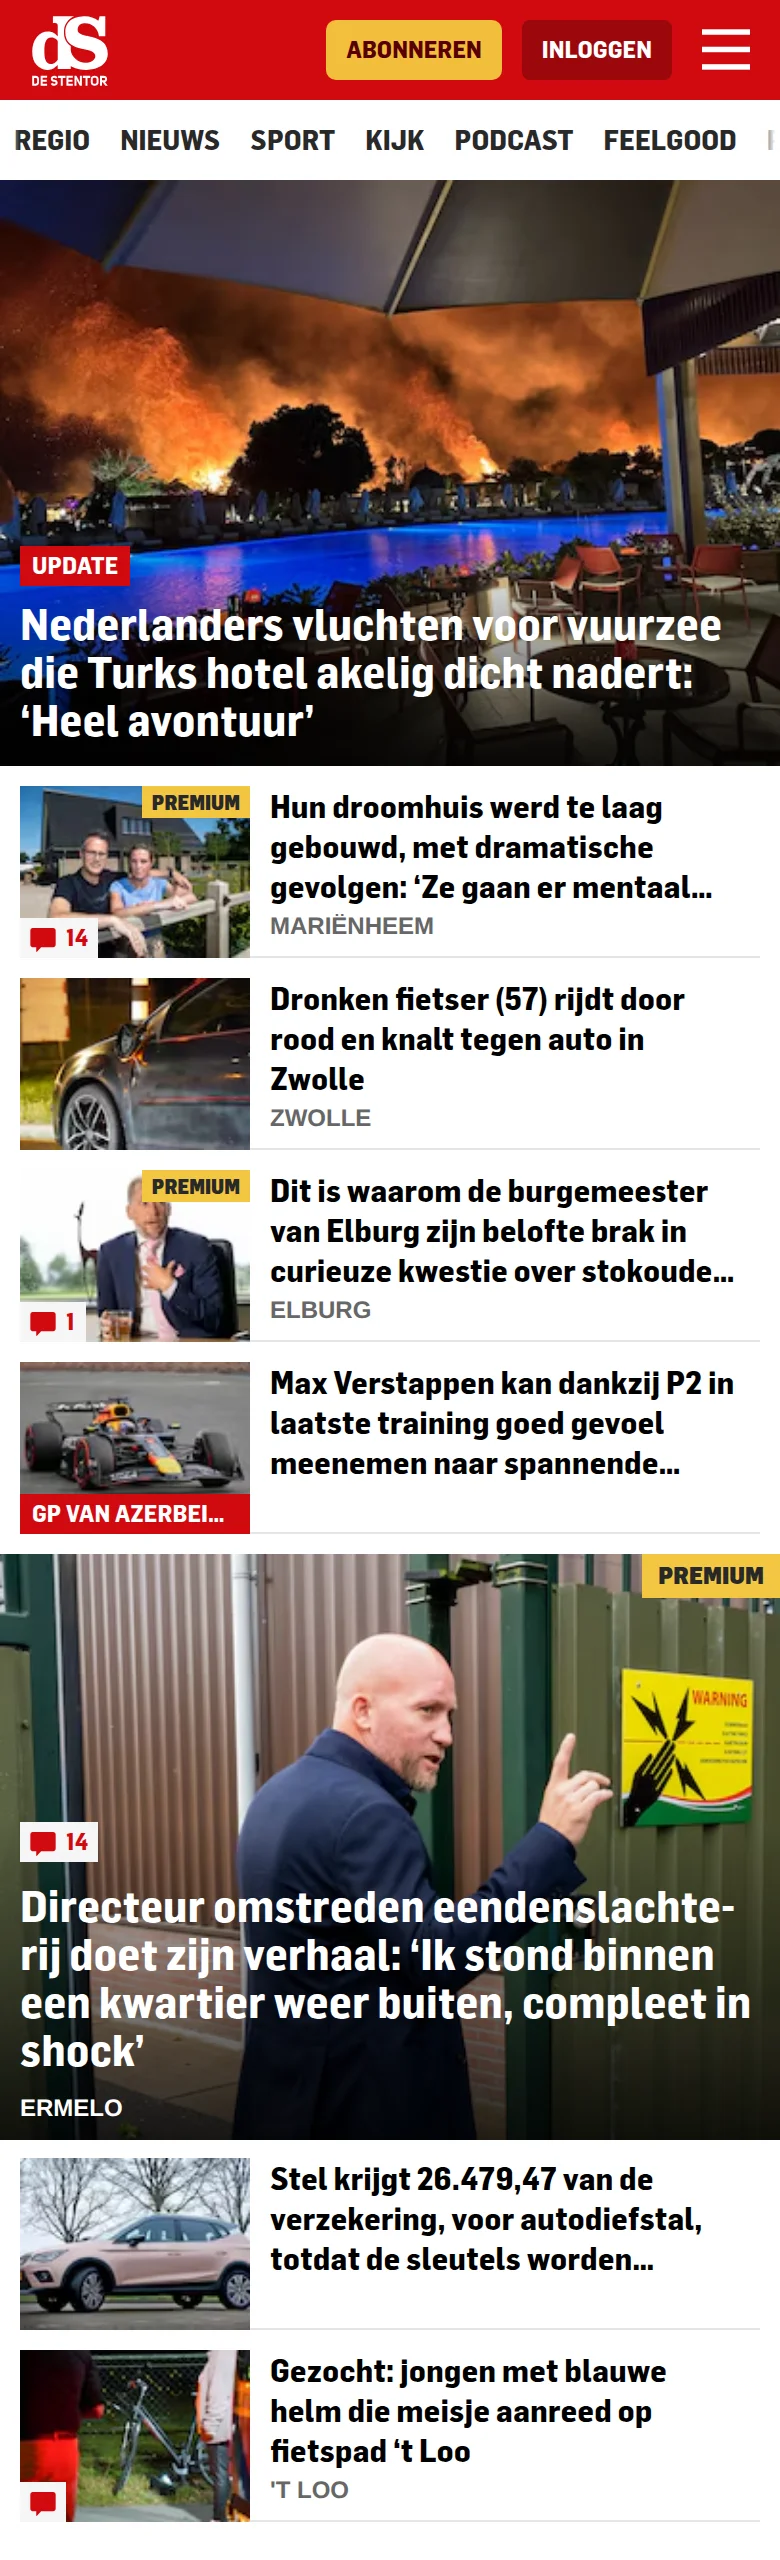 dS
DE STENTOR
ABONNEREN
INLOGGEN
REGIO NIEUWS SPORT KIJK PODCAST FEELGOOD
UPDATE
Nederlanders vluchten voor vuurzee
die Turks hotel akelig dicht nadert:
‘Heel avontuur’
PREMIUM
14
Hun droomhuis werd te laag
gebouwd, met dramatische
gevolgen: ‘Ze gaan er mentaal...
MARIËNHEEM
Dronken fietser (57) rijdt door
rood en knalt tegen auto in
Zwolle
ZWOLLE
PREMIUM
1
Dit is waarom de burgemeester
van Elburg zijn belofte brak in
curieuze kwestie over stokoude...
ELBURG
GP VAN AZERBEI...
Max Verstappen kan dankzij P2 in
laatste training goed gevoel
meenemen naar spannende...
PREMIUM
WARNING
14
Directeur omstreden eendenslachte-
rij doet zijn verhaal: ‘Ik stond binnen
een kwartier weer buiten, compleet in
shock’
ERMELO
Stel krijgt 26.479,47 van de
verzekering, voor autodiefstal,
totdat de sleutels worden...
Gezocht: jongen met blauwe
helm die meisje aanreed op
fietspad ‘t Loo
'T LOO